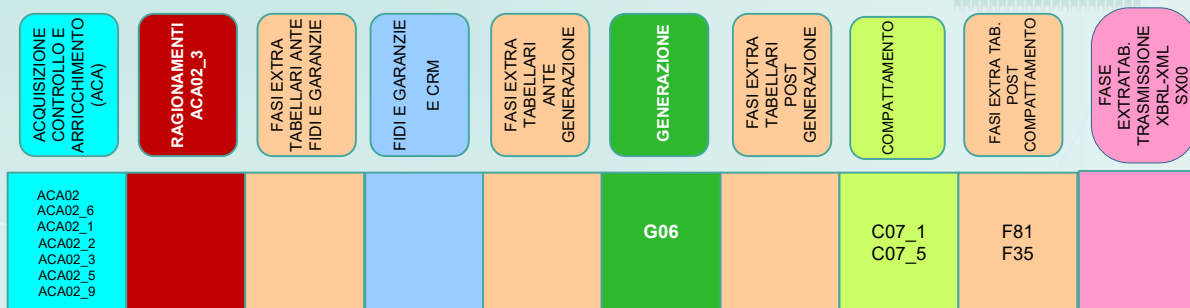 ACQUISIZIONE
CONTROLLO E
ARRICCHIMENTO
(ACA)
RAGIONAMENTI
ACA02_3
FASI EXTRA
TABELLARI ANTE
FIDI E GARANZIE
FIDI E GARANZIE
E CRM
FASI EXTRA
TABELLARI
ANTE
GENERAZIONE
GENERAZIONE
FASI EXTRA
TABELLARI
POST
GENERAZIONE
COMPATTAMENTO
FASI EXTRA TAB.
POST
COMPATTAMENTO
FASE
EXTRATAB.
TRASMISSIONE
XBRL-XML
SX00
ACA02
ACA02_6
ACA02_1
ACA02_2
ACA02_3
ACA02_5
ACA02_9
G06
C07_1
C07_5
F81
F35